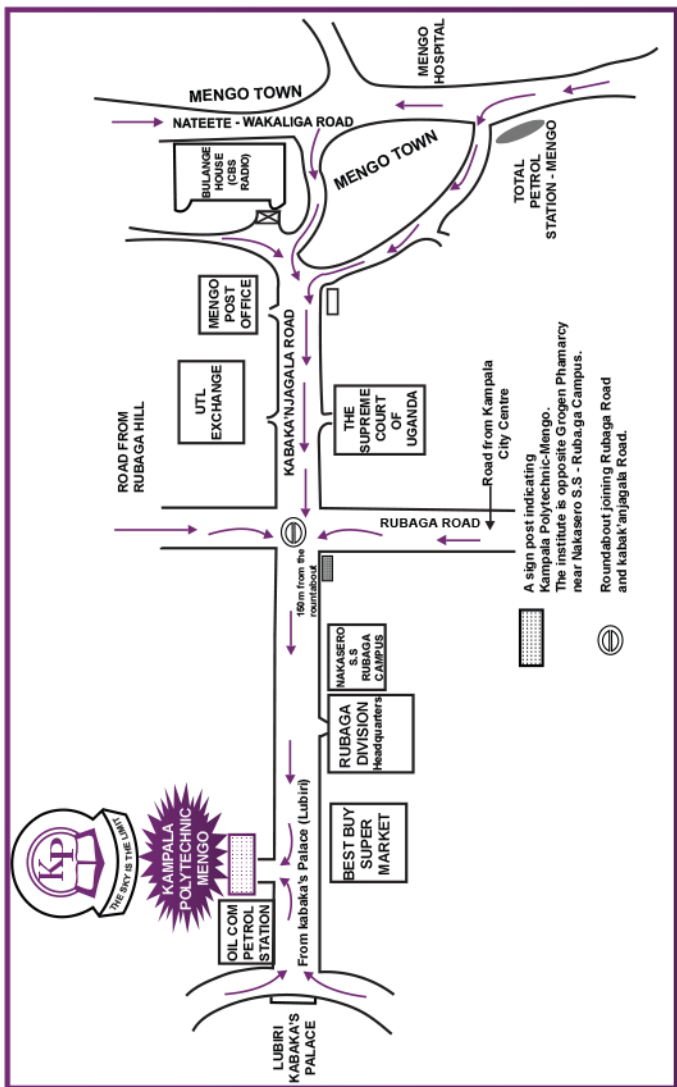 KP
THE SKY IS THE LIMIT
KAMPALA
POLYTECHNIC
MENGO
ROAD FROM
RUBAGA HILL
OIL COM
PETROL
STATION
UTL
EXCHANGE
MENGO
POST
OFFICE
BULANGE
HOUSE
(CBS
RADIO)
MENGO TOWN
NATEETE - WAKALIGA ROAD
LUBIRI
KABAKA'S
PALACE
From kabaka's Palace (Lubiri)
150m from the
rountabout
KABAKA'NJAGALA ROAD
MENGO TOWN
BEST BUY
SUPER
MARKET
RUBAGA
DIVISION
Headquarters
NAKASERO
S.S
RUBAGA
CAMPUS
RUBAGA ROAD
THE
SUPREME
COURT
OF
UGANDA
MENGO
HOSPITAL
Road from Kampala
City Centre
TOTAL
PETROL
STATION - MENGO
A sign post indicating
Kampala Polytechnic-Mengo.
The institute is opposite Grogen Phamarcy
near Nakasero S.S - Ruba.ga Campus.
Roundabout joining Rubaga Road
and kabak'anjagala Road.